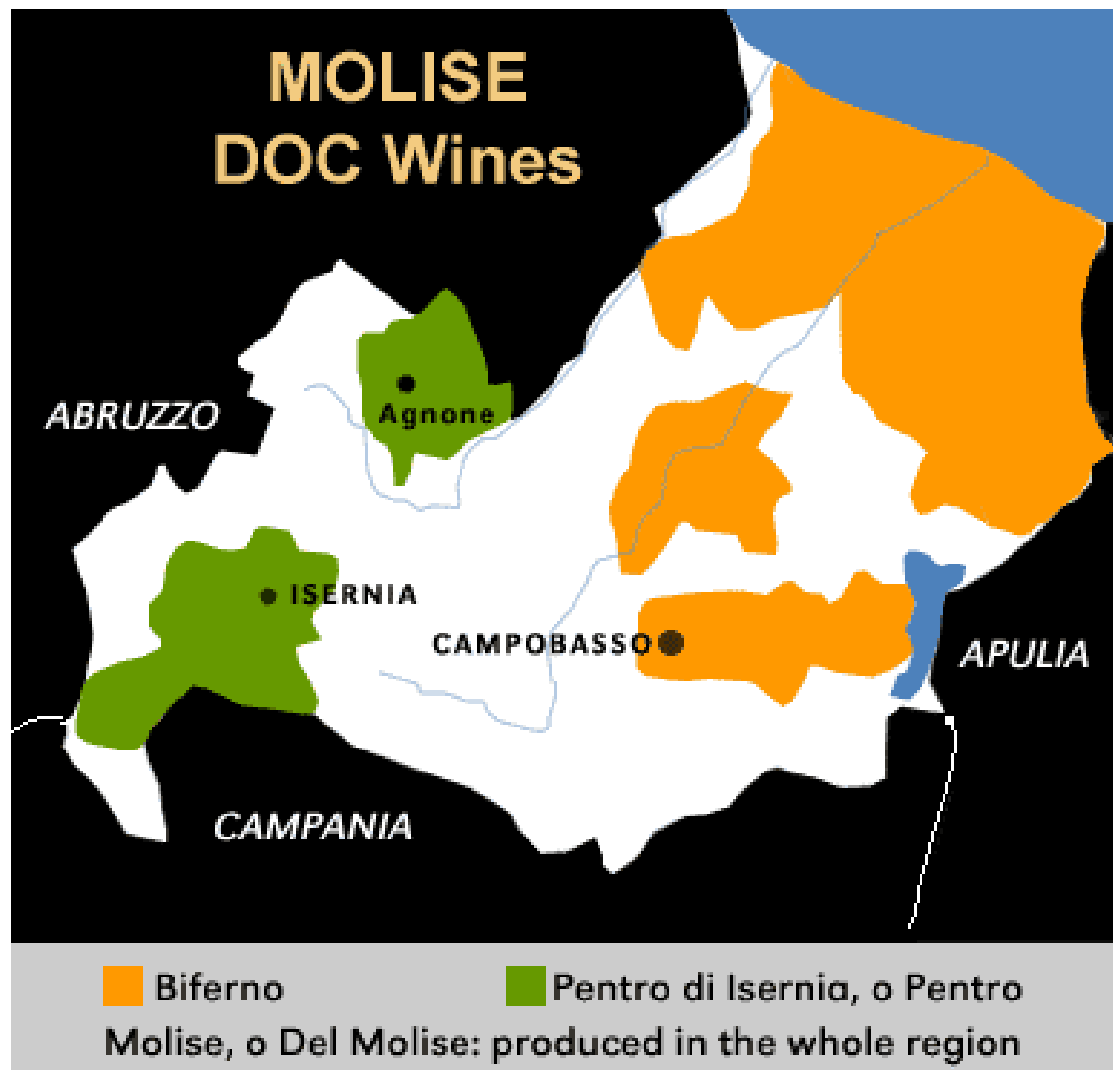 MOLISE
DOC Wines
ABRUZZO
Agnone
ISERNIA
CAMPOBASSO
APULIA
CAMPANIA
Biferno
Pentro di Isernia, o Pentro
Molise, o Del Molise: produced in the whole region